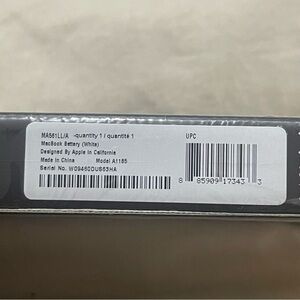 MA561LL/A -quantity 1 / quantité 1
MacBook Battery (White)
Designed By Apple in California
Made in China Model A1185
Serial No. W09460DUS63HA
UPC
8 85909 17343 3